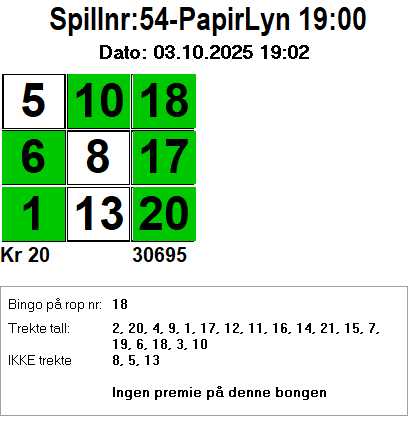 Spillnr:54-PapirLyn 19:00
Dato: 03.10.2025 19:02
5 10 18
6 8 17
1 13 20
Kr 20 30695
Bingo på rop nr: 18
Trekte tall: 2, 20, 4, 9, 1, 17, 12, 11, 16, 14, 21, 15, 7,
19, 6, 18, 3, 10
IKKE trekte 8, 5, 13
Ingen premie på denne bongen